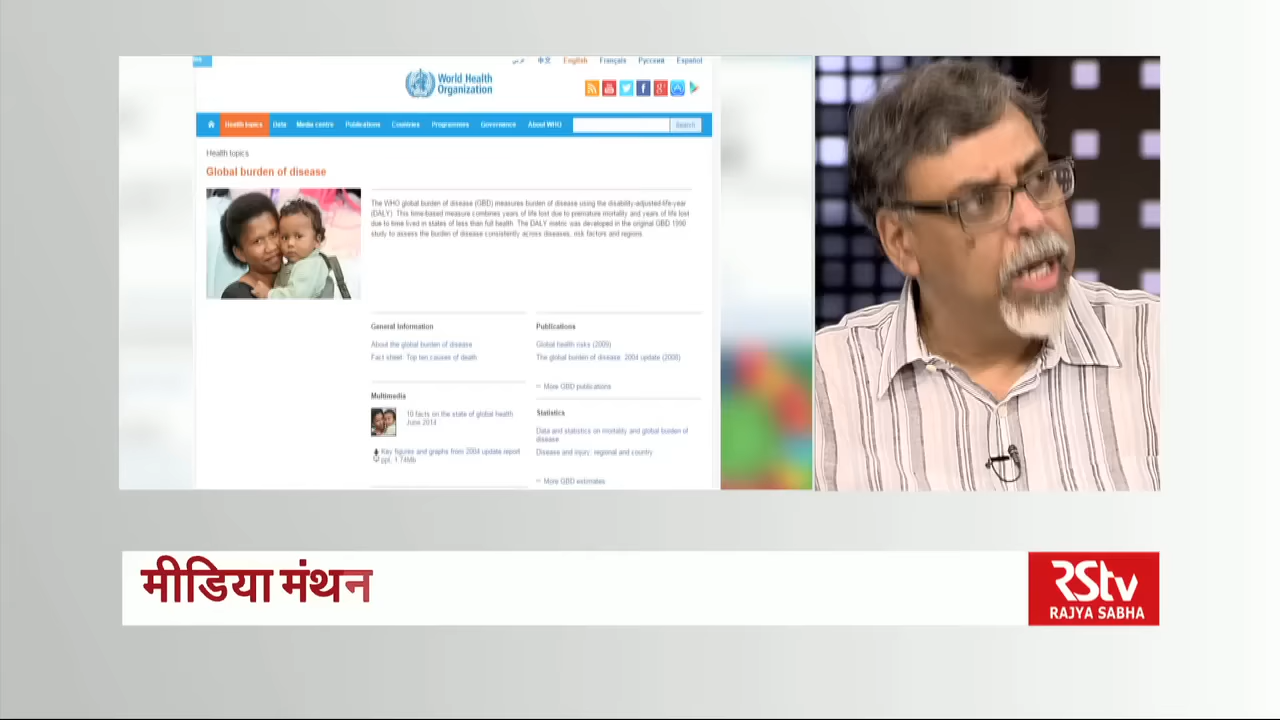 عربي 中文 English Français Русский Español
World Health
Organization
Health topics Data Media centre Publications Countries Programmes Governance About WHO Search
Health topics
Global burden of disease
The WHO global burden of disease (GBD) measures burden of disease using the disability-adjusted-life-year
(DALY). This time-based measure combines years of life lost due to premature mortality and years of life lost
due to time lived in states of less than full health. The DALY metric was developed in the original GBD 1990
study to assess the burden of disease consistently across diseases, risk factors and regions.
General information
About the global burden of disease
Fact sheet: Top ten causes of death
Multimedia
10 facts on the state of global health
June 2014
Key figures and graphs from 2004 update report
ppt, 1.74Mb
Publications
Global health risks (2009)
The global burden of disease: 2004 update (2008)
More GBD publications
Statistics
Data and statistics on mortality and global burden of
disease
Disease and injury: regional and country
More GBD estimates
मीडिया मंथन
RStv
RAJYA SABHA